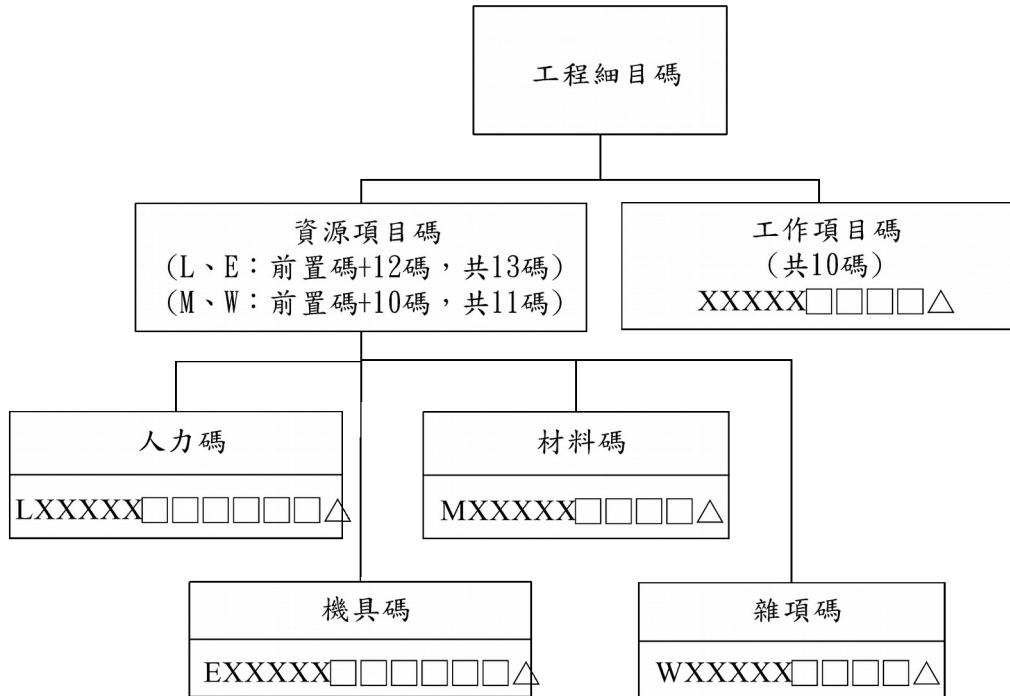 工程細目碼
資源項目碼
(L、E：前置碼+12碼，共13碼)
(M、W：前置碼+10碼，共11碼)
工作項目碼
(共10碼)
XXXXX□□□□△
人力碼
LXXXXX□□□□□□△
材料碼
MXXXXX□□□□△
機具碼
EXXXXX□□□□□□△
雜項碼
WXXXXX□□□□△